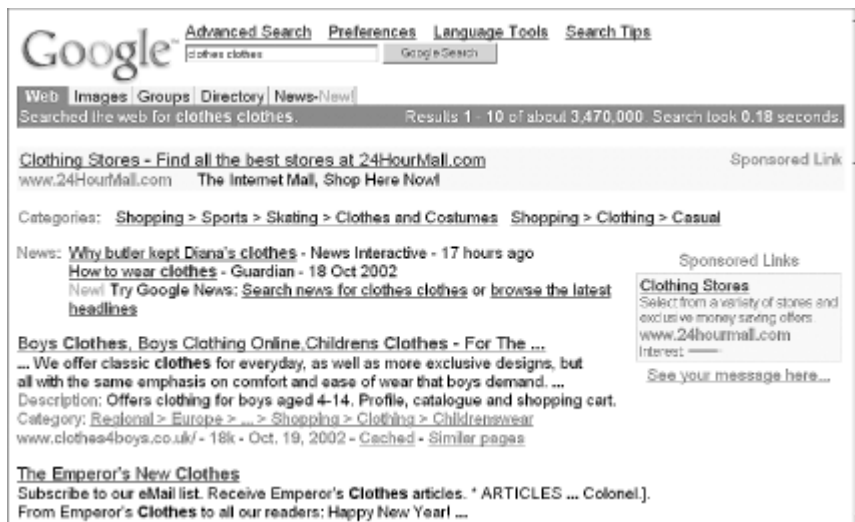 Google™ Advanced Search Preferences Language Tools Search Tips
clothes clothes Google Search
Web Images Groups Directory News-New!
Searched the web for clothes clothes. Results 1 - 10 of about 3,470,000. Search took 0.18 seconds.
Clothing Stores - Find all the best stores at 24HourMall.com Sponsored Link
www.24HourMall.com The Internet Mall, Shop Here Now!
Categories: Shopping > Sports > Skating > Clothes and Costumes Shopping > Clothing > Casual
News: Why butler kept Diana's clothes - News Interactive - 17 hours ago
How to wear clothes - Guardian - 18 Oct 2002
New! Try Google News: Search news for clothes clothes or browse the latest
headlines
Sponsored Links
Clothing Stores
Select from a variety of stores and
exclusive money saving offers.
www.24hourmall.com
Interest:
See your message here...
Boys Clothes, Boys Clothing Online,Childrens Clothes - For The ...
... We offer classic clothes for everyday, as well as more exclusive designs, but
all with the same emphasis on comfort and ease of wear that boys demand. ...
Description: Offers clothing for boys aged 4-14. Profile, catalogue and shopping cart.
Category: Regional > Europe > ... > Shopping > Clothing > Childrenswear
www.clothes4boys.co.uk/ - 18k - Oct. 19, 2002 - Cached - Similar pages
The Emperor's New Clothes
Subscribe to our eMail list. Receive Emperor's Clothes articles. * ARTICLES ... Colonel.].
From Emperor's Clothes to all our readers: Happy New Year! ...